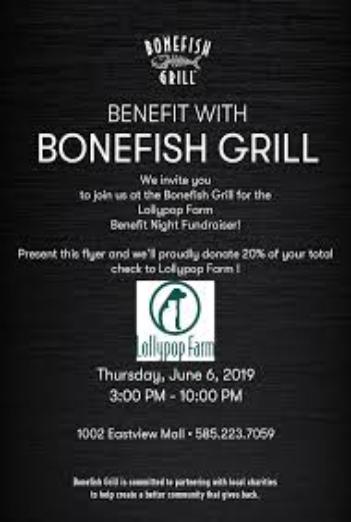 BONEFISH
GRILL
BENEFIT WITH
BONEFISH GRILL
We invite you
to join us at the Bonefish Grill for the
Lollypop Farm
Benefit Night Fundraiser!
Present this flyer and we'll proudly donate 20% of your total
check to Lollypop Farm !
Lollypop Farm
Thursday, June 6, 2019
3:00 PM - 10:00 PM
1002 Eastview Mall • 585.223.7059
Bonefish Grill is committed to partnering with local charities
to help create a better community that gives back.